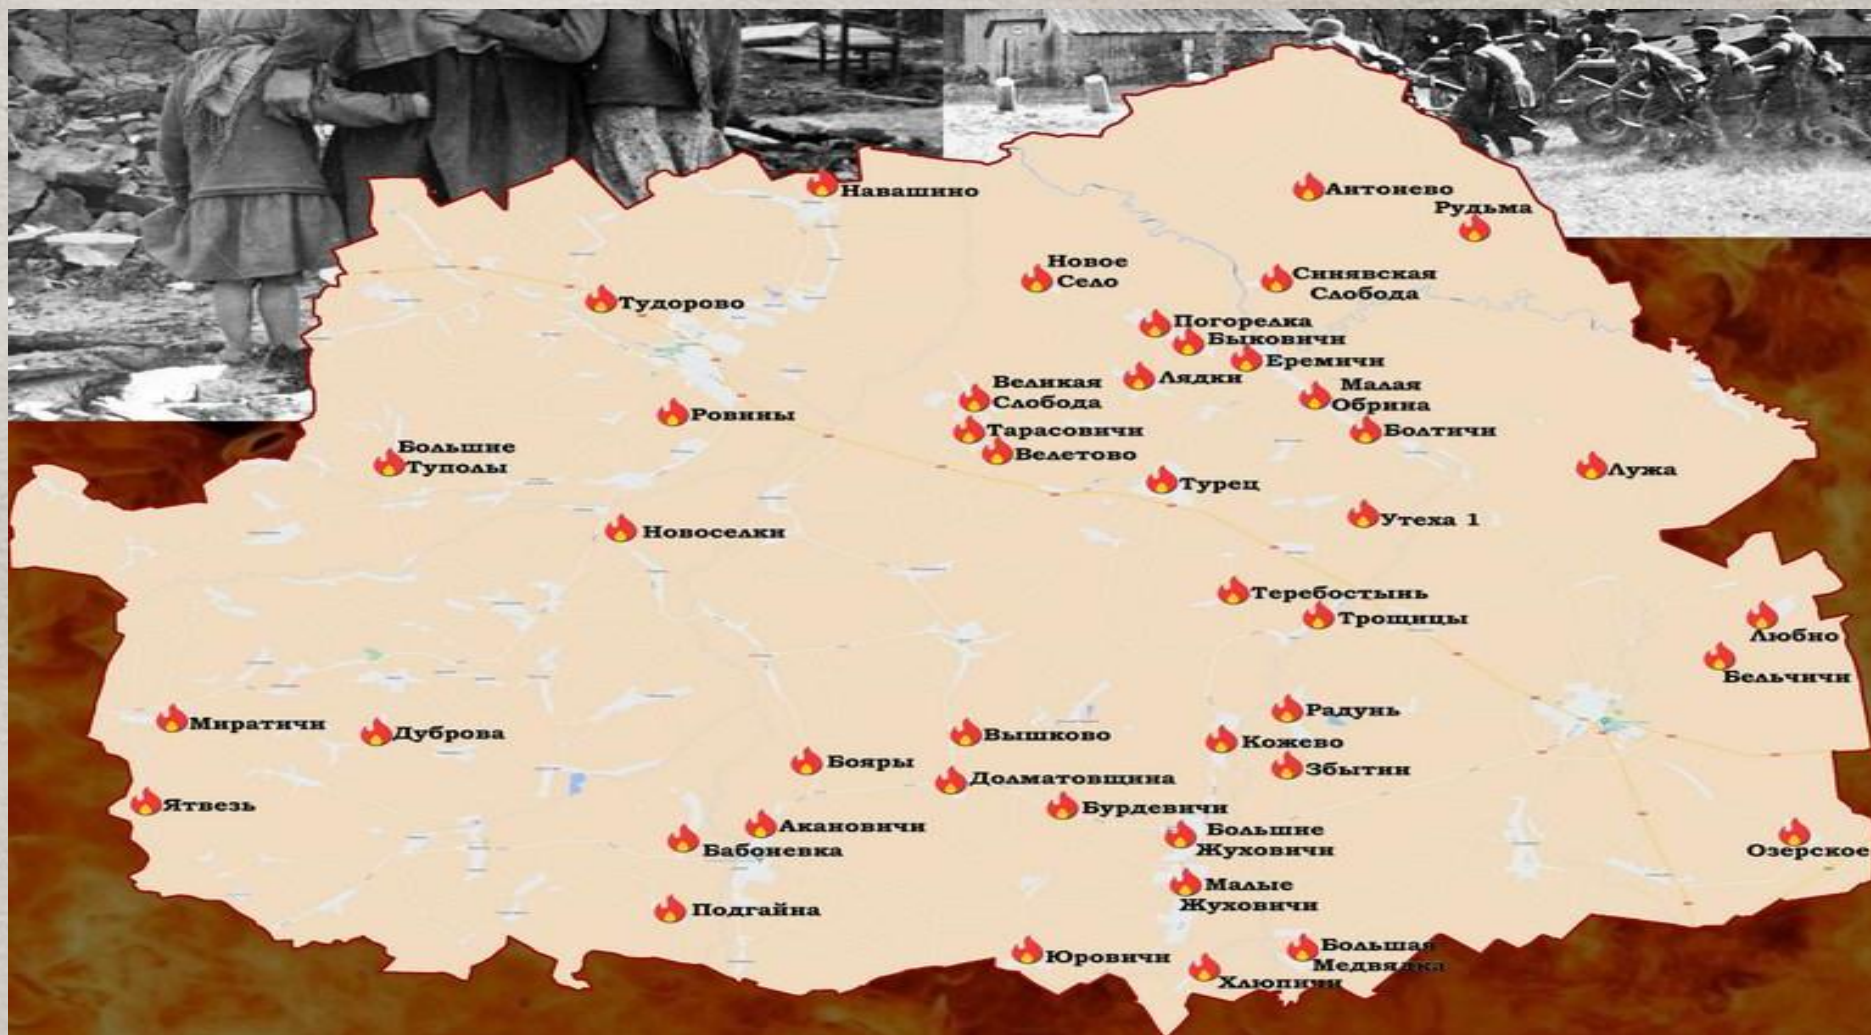 Навашино
Антонево
Рудьма
Новое
Село
Синявская
Слобода
Тудорово
Погорелка
Быковичи
Еремичи
Лядки
Великая
Слобода
Малая
Обрина
Ровины
Тарасовичи
Болтичи
Большие
Туполы
Велетово
Турец
Лужа
Утеха 1
Новоселки
Теребостынь
Трощицы
Любно
Бельчичи
Миратичи
Дуброва
Вышково
Радунь
Кожево
Бояры
Збытин
Долматовщина
Ятвезь
Бурдевичи
Акановичи
Бабоневка
Большие
Жуховичи
Озерское
Малые
Жуховичи
Подгайна
Юровичи
Большая
Медвядка
Хлюпичи